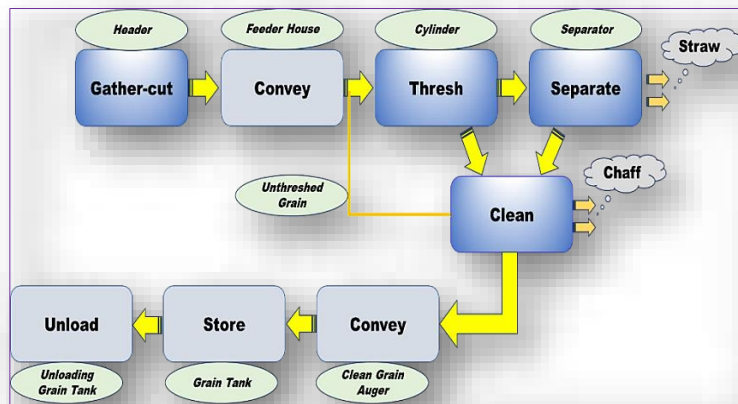 Header
Feeder House
Cylinder
Separator
Straw
Gather-cut
Convey
Thresh
Separate
Chaff
Unthreshed
Grain
Clean
Unload
Store
Convey
Unloading
Grain Tank
Grain Tank
Clean Grain
Auger